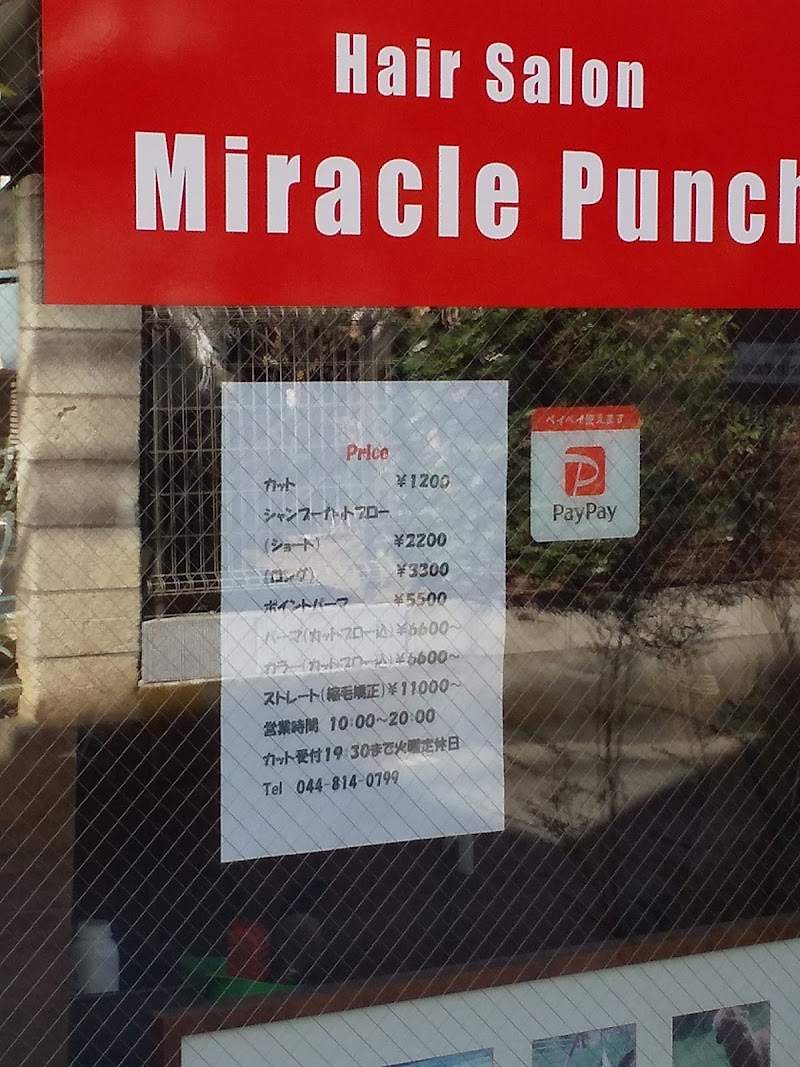 Hair Salon
Miracle Punch
Price
カット ¥1200
シャンプーカットブロー
(ショート) ¥2200
(ロング) ¥3300
ポイントパーマ ¥5500
パーマ(カットブロー込)¥6600～
カラー(カットブロー込)¥6600～
ストレート(縮毛矯正)¥11000～
営業時間 10:00～20:00
カット受付19:30まで火曜定休日
Tel 044-814-0799
ペイペイ使えます
PayPay